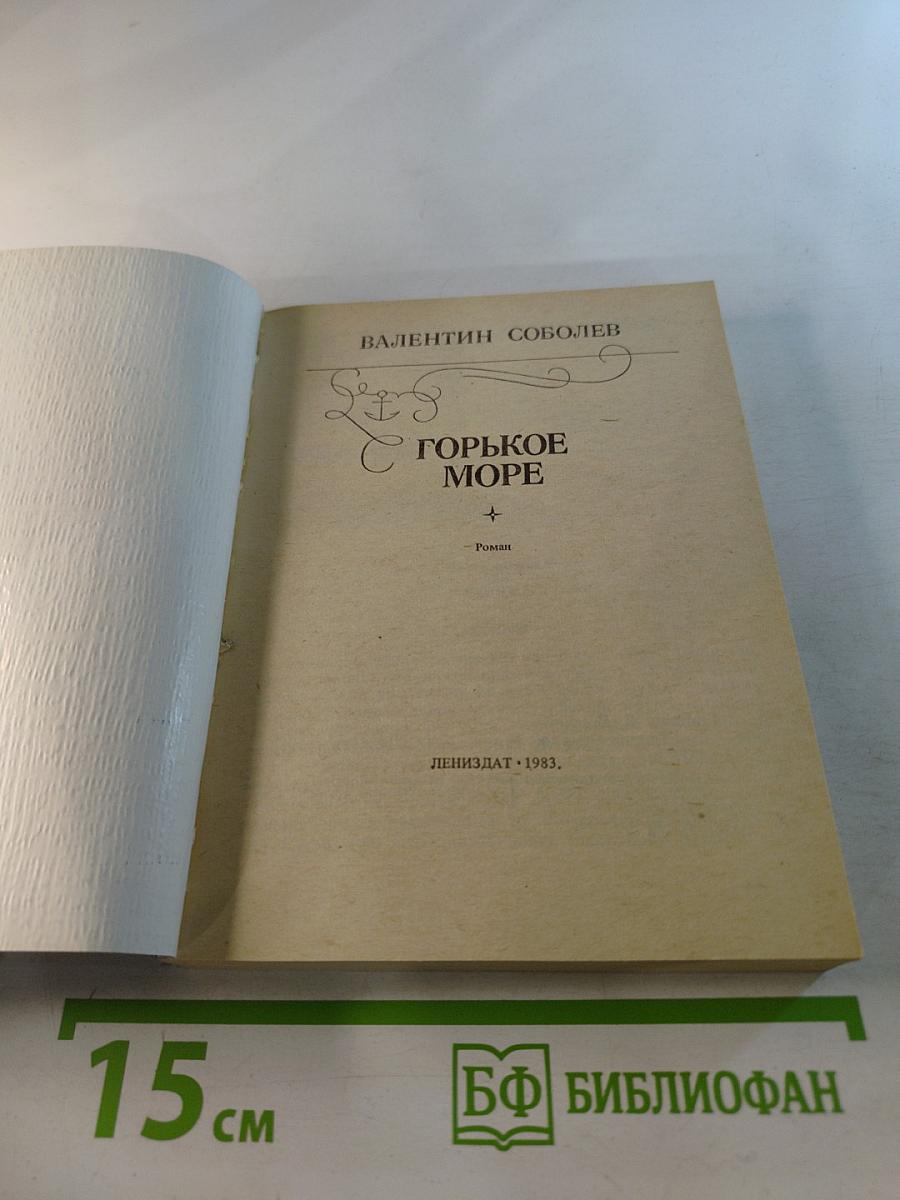 ВАЛЕНТИН СОБОЛЕВ
ГОРЬКОЕ
МОРЕ
Роман
ЛЕНИЗДАТ • 1983
15 см
БФ БИБЛИОФАН